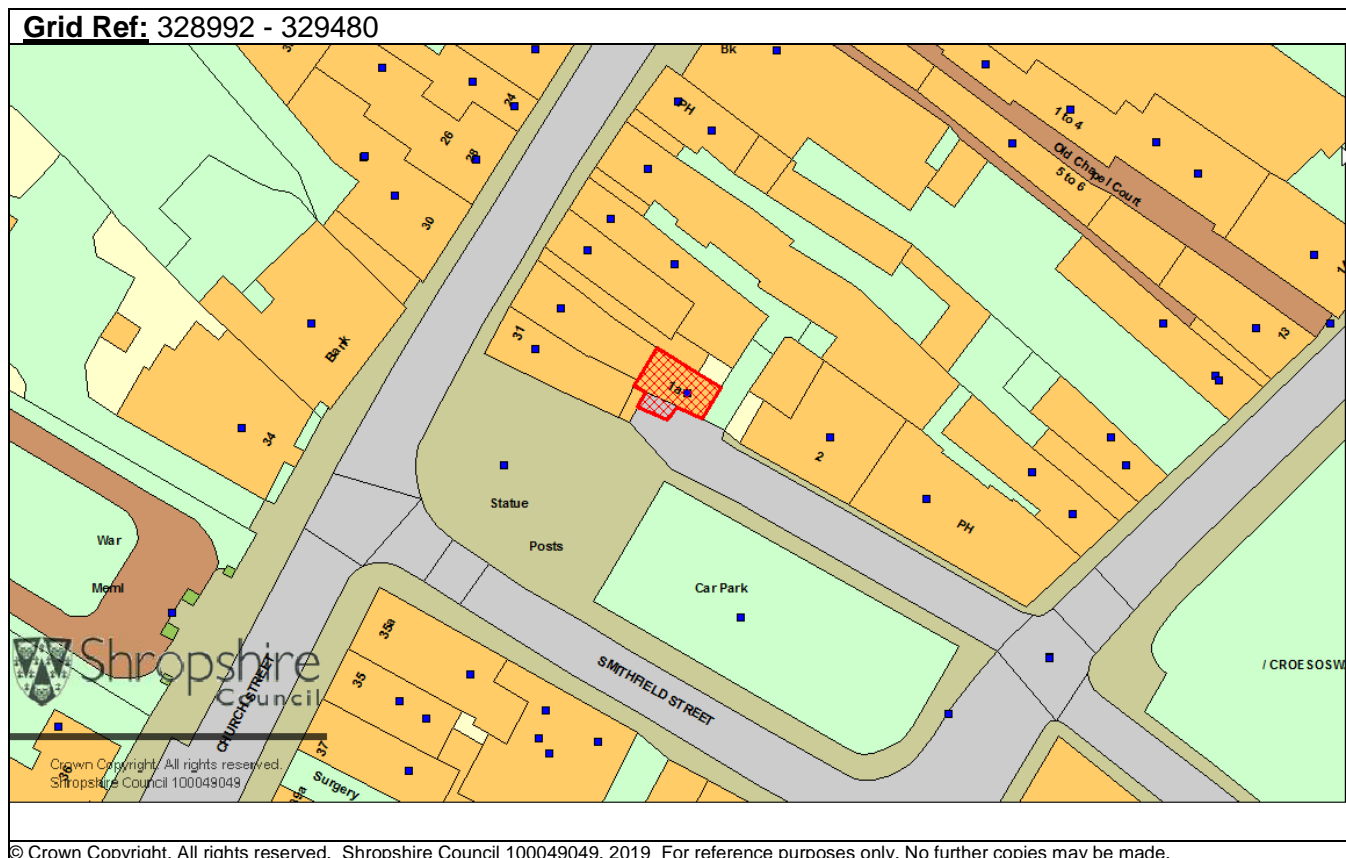 Grid Ref: 328992 - 329480
Bk
PH
24
26
28
30
1 to 4
Old Chapel Court
5 to 6
13
31
Bank
1a
34
2
PH
Statue
Posts
War
Meml
Car Park
35a
35
37
SMITHFIELD STREET
CHURCH STREET
/ CROESOSW
Shropshire
Council
Crown Copyright. All rights reserved.
Shropshire Council 100049049
36
Surgery
39a
© Crown Copyright. All rights reserved. Shropshire Council 100049049. 2019 For reference purposes only. No further copies may be made.